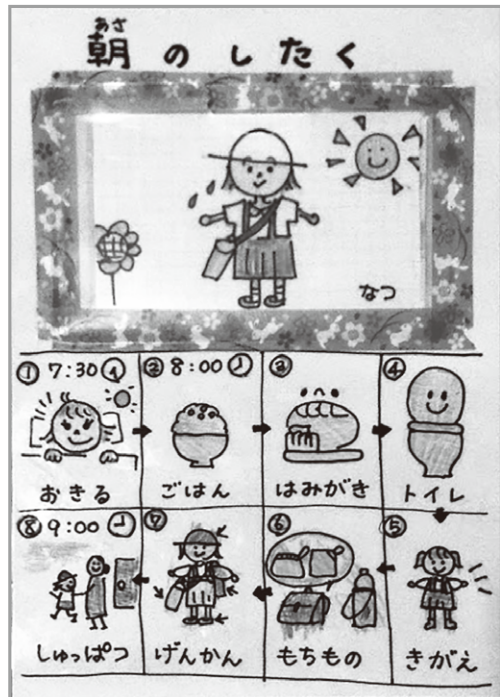 あさ
朝のしたく
なつ
① 7:30
おきる
② 8:00
ごはん
③
はみがき
④
トイレ
⑤
きがえ
⑥
もちもの
⑦
げんかん
⑧ 9:00
しゅっぱつ